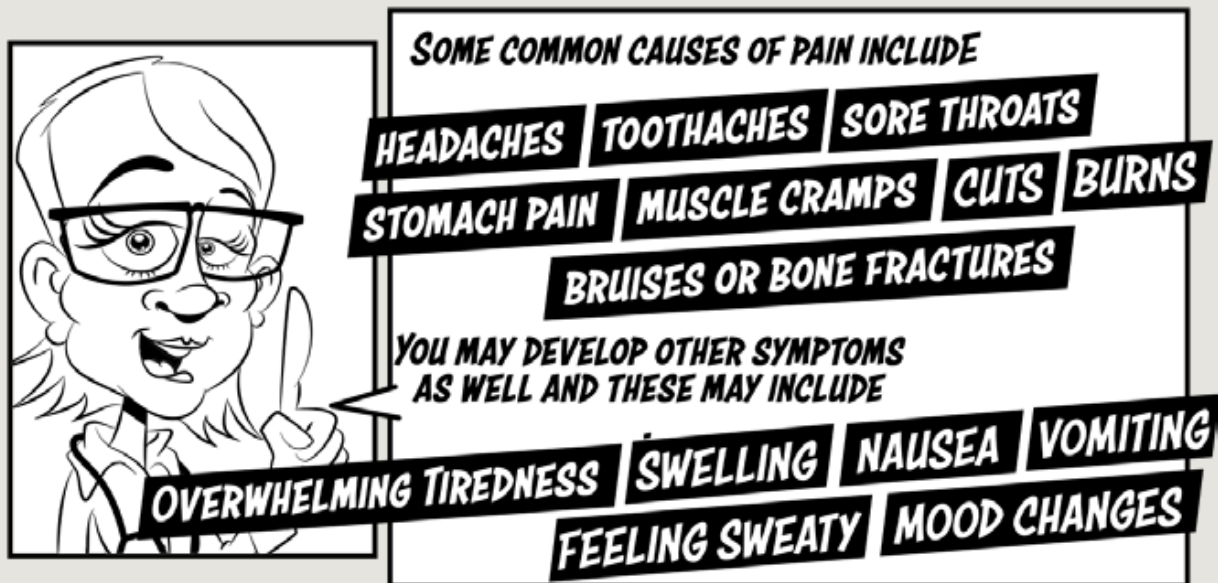 SOME COMMON CAUSES OF PAIN INCLUDE
HEADACHES TOOTHACHES SORE THROATS
STOMACH PAIN MUSCLE CRAMPS CUTS BURNS
BRUISES OR BONE FRACTURES
YOU MAY DEVELOP OTHER SYMPTOMS
AS WELL AND THESE MAY INCLUDE
OVERWHELMING TIREDNESS SWELLING NAUSEA VOMITING
FEELING SWEATY MOOD CHANGES